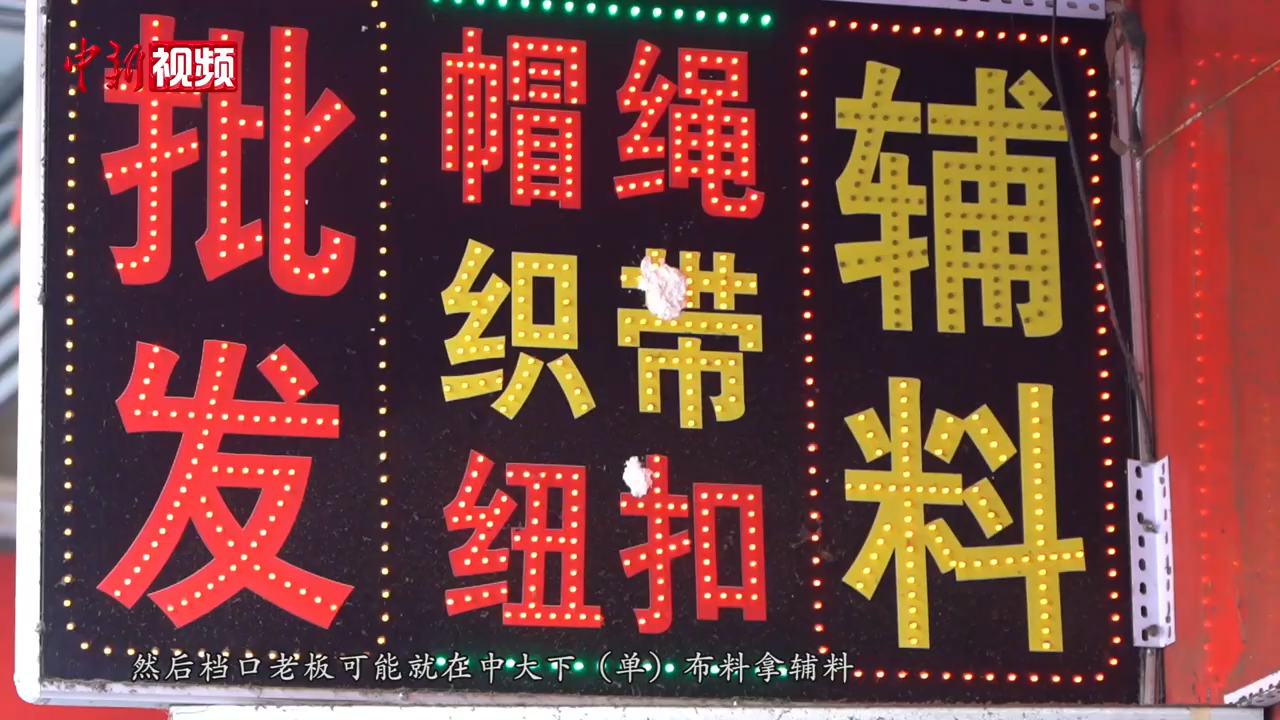 中新视频
批发
帽绳
织带
纽扣
辅料
然后档口老板可能就在中大下（单）布料拿辅料